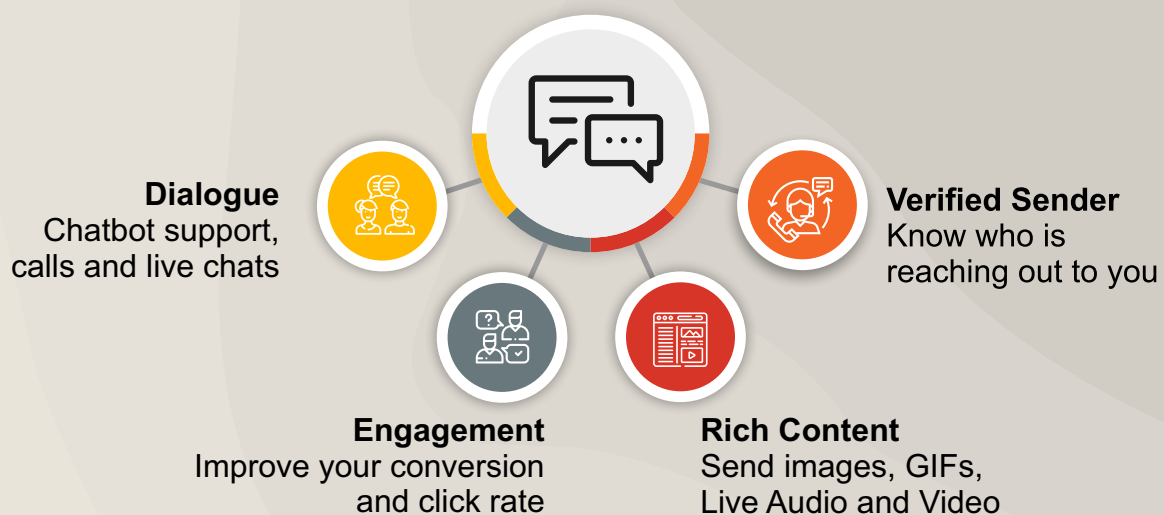 Dialogue
Chatbot support,
calls and live chats
Verified Sender
Know who is
reaching out to you
Engagement
Improve your conversion
and click rate
Rich Content
Send images, GIFs,
Live Audio and Video